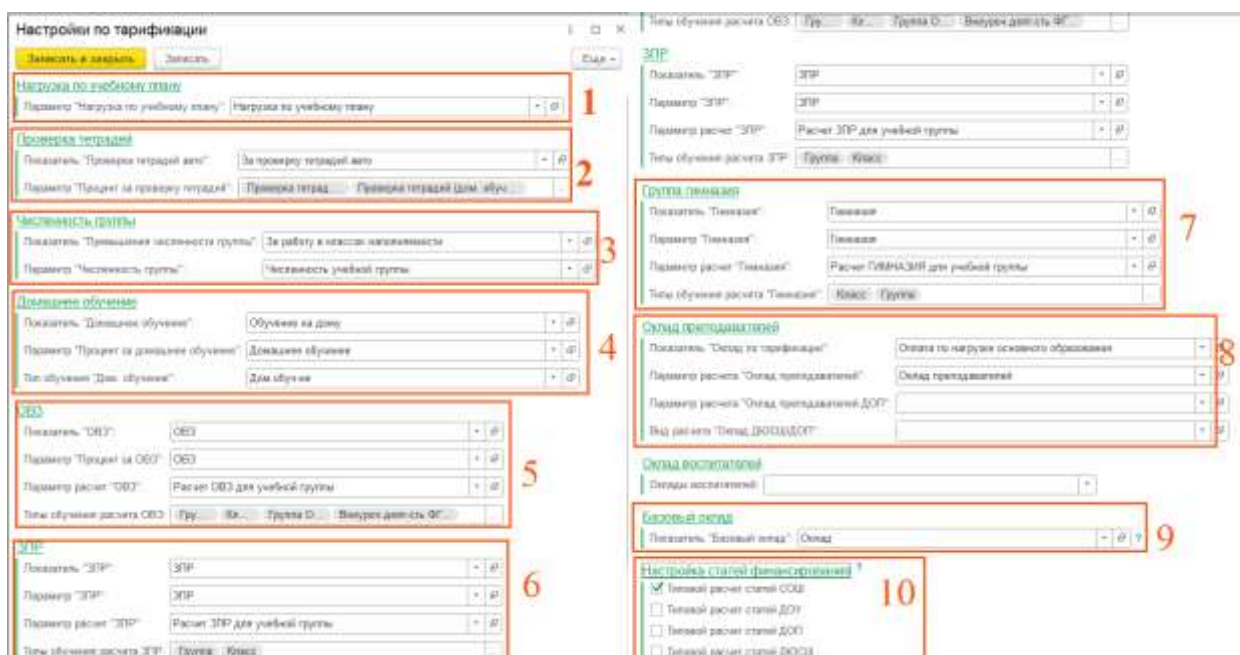 Настройки по тарификации
Записать и закрыть
Записать
Еще
Нагрузка по учебному плану
Параметр "Нагрузка по учебному плану":
Нагрузка по учебному плану
1
Проверка тетрадей
Показатель "Проверка тетрадей авто":
За проверку тетрадей авто
Параметр "Процент за проверку тетрадей":
Проверка тетрад...
Проверка тетрадей (дом. обуч...
2
Численность группы
Показатель "Превышения численности группы":
За работу в классах наполняемости
Параметр "Численность группы":
Численность учебной группы
3
Домашнее обучение
Показатель "Домашнее обучение":
Обучение на дому
Параметр "Процент за домашнее обучение":
Домашнее обучение
Тип обучения "Дом. обучение":
Дом.обуч-ие
4
ОВЗ
Показатель "ОВЗ":
ОВЗ
Параметр "Процент за ОВЗ":
ОВЗ
Параметр расчет "ОВЗ":
Расчет ОВЗ для учебной группы
Типы обучения расчета ОВЗ:
Гру...
Кл...
Группа О...
Внеуроч деят-сть ФГ...
5
ЗПР
Показатель "ЗПР":
ЗПР
Параметр "ЗПР":
ЗПР
Параметр расчет "ЗПР":
Расчет ЗПР для учебной группы
Типы обучения расчета ЗПР:
Группа
Класс
6
Типы обучения расчета ОВЗ:
Гру...
Кл...
Группа О...
Внеуроч деят-сть ФГ...
ЗПР
Показатель "ЗПР":
ЗПР
Параметр "ЗПР":
ЗПР
Параметр расчет "ЗПР":
Расчет ЗПР для учебной группы
Типы обучения расчета ЗПР:
Группа
Класс
Группа гимназия
Показатель "Гимназия":
Гимназия
Параметр "Гимназия":
Гимназия
Параметр расчет "Гимназия":
Расчет ГИМНАЗИЯ для учебной группы
Типы обучения расчета "Гимназия":
Класс
Группа
7
Оклад преподавателей
Показатель "Оклад по тарификации":
Оплата по нагрузке основного образования
Параметр расчета "Оклад преподавателей":
Оклад преподавателей
Параметр расчета "Оклад преподавателей ДОП":
Вид расчета "Оклад ДЮСШ/ДОП":
8
Оклад воспитателей
Оклады воспитателей:
Базовый оклад
Показатель "Базовый оклад":
Оклад
?
9
Настройка статей финансирования ?
Типовой расчет статей СОШ
Типовой расчет статей ДОУ
Типовой расчет статей ДОП
Типовой расчет статей ДЮСШ
10